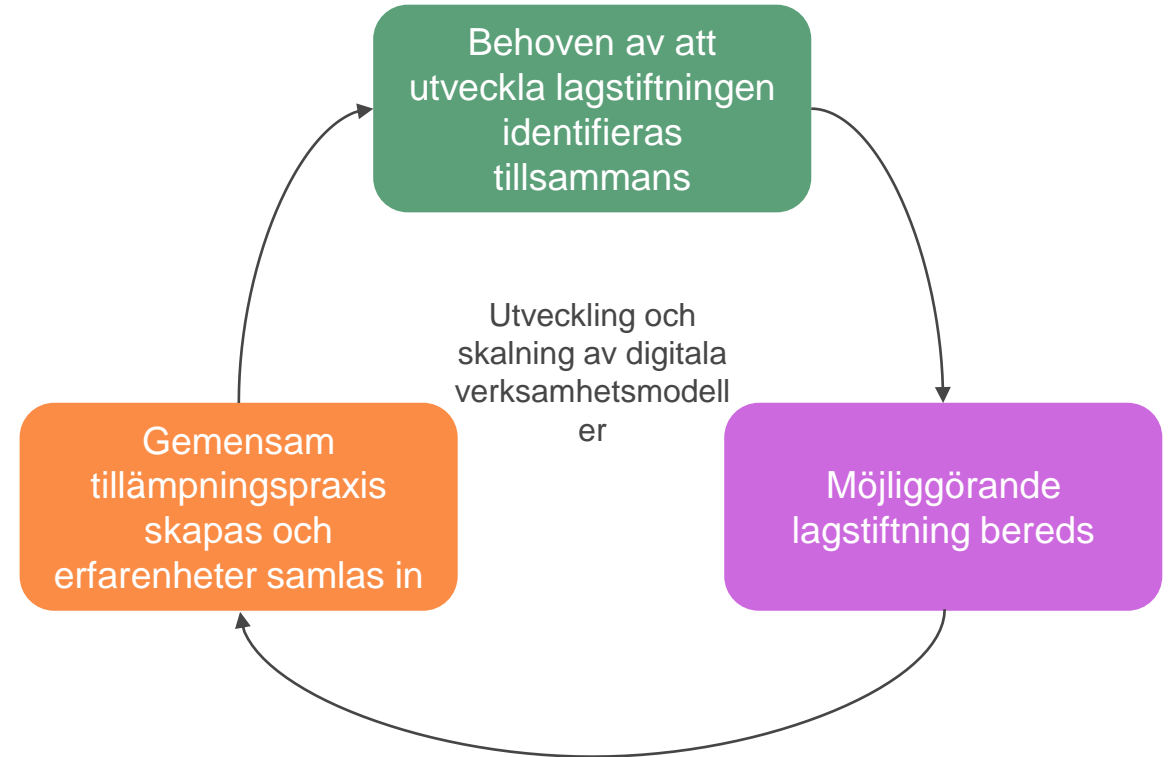 Behoven av att
utveckla lagstiftningen
identifieras
tillsammans
Utveckling och
skalning av digitala
verksamhetsmodell
er
Gemensam
tillämpningspraxis
skapas och
erfarenheter samlas in
Möjliggörande
lagstiftning bereds